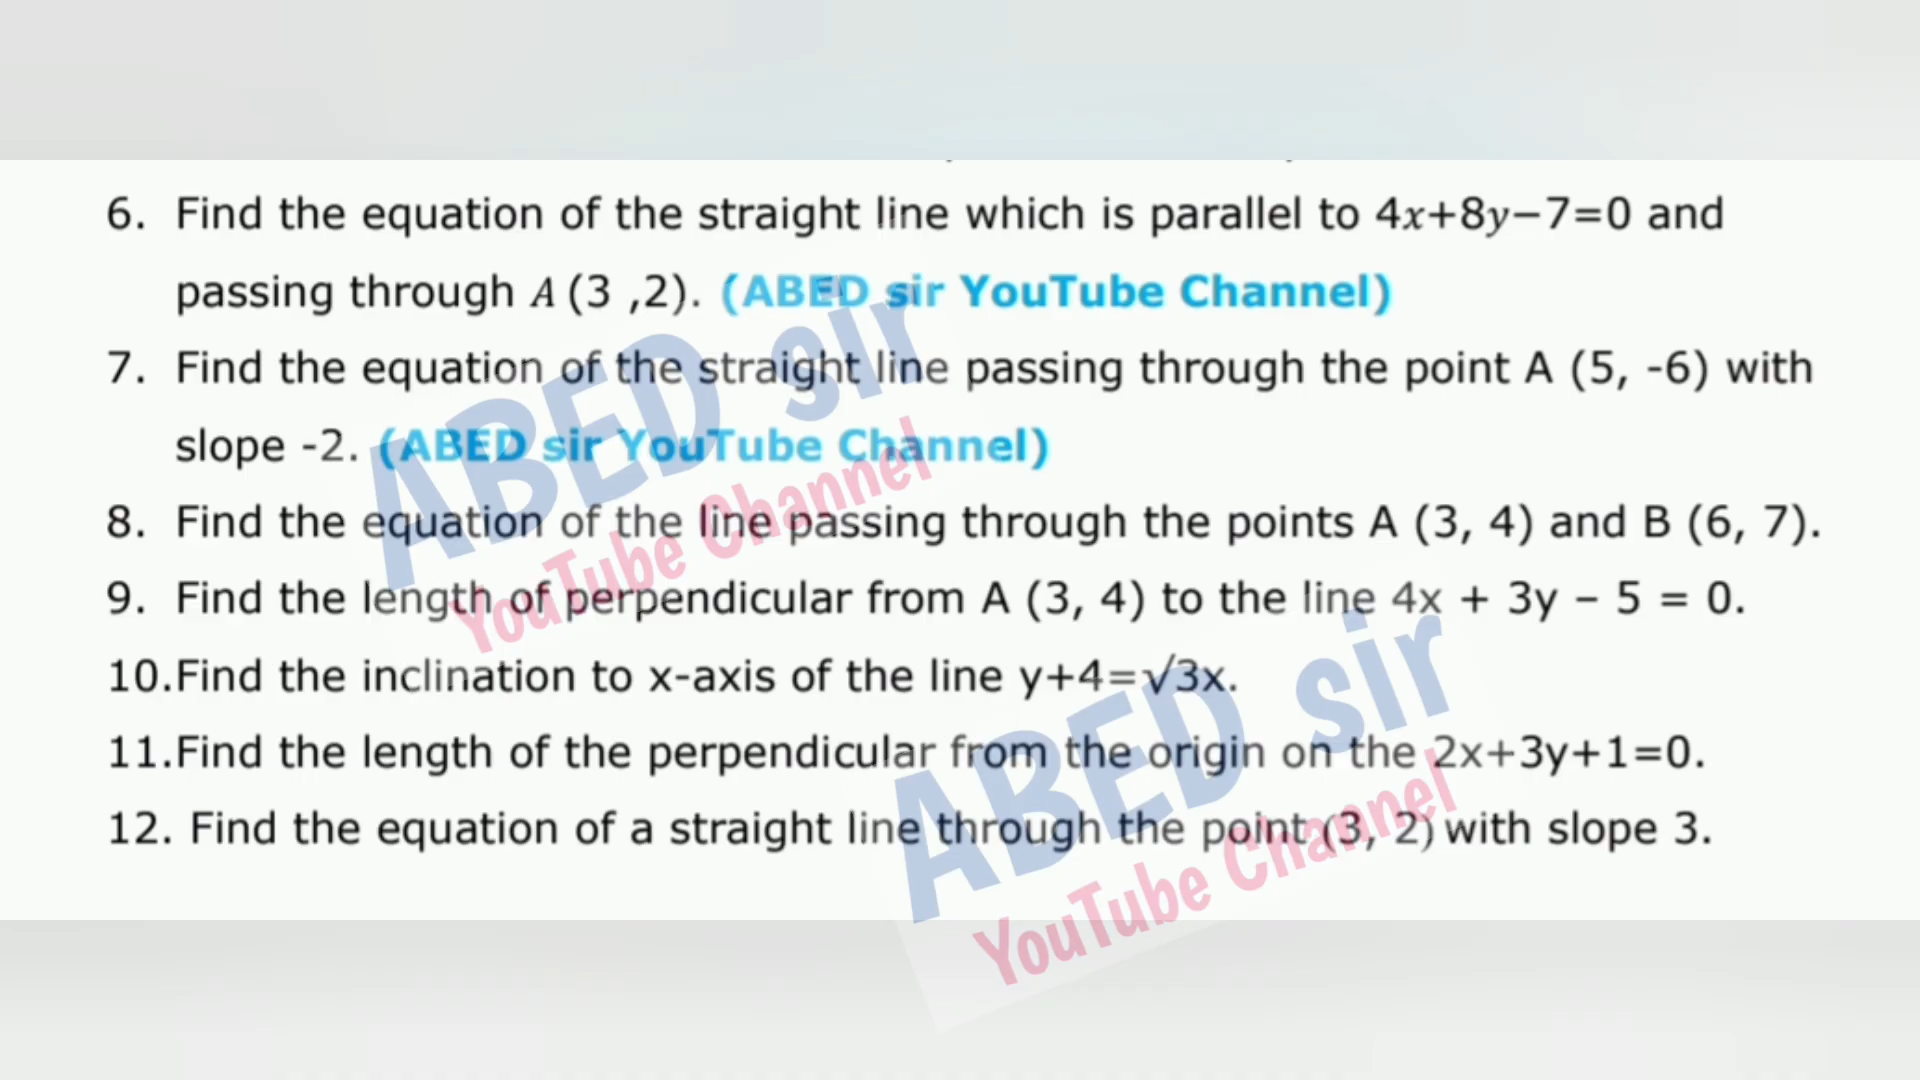 6. Find the equation of the straight line which is parallel to 4x+8y−7=0 and
passing through A (3 ,2). (ABED sir YouTube Channel)
7. Find the equation of the straight line passing through the point A (5, -6) with
slope -2. (ABED sir YouTube Channel)
8. Find the equation of the line passing through the points A (3, 4) and B (6, 7).
9. Find the length of perpendicular from A (3, 4) to the line 4x + 3y − 5 = 0.
10.Find the inclination to x-axis of the line y+4=√3x.
11.Find the length of the perpendicular from the origin on the 2x+3y+1=0.
12. Find the equation of a straight line through the point (3, 2) with slope 3.
ABED sir
YouTube Channel
ABED sir
YouTube Channel